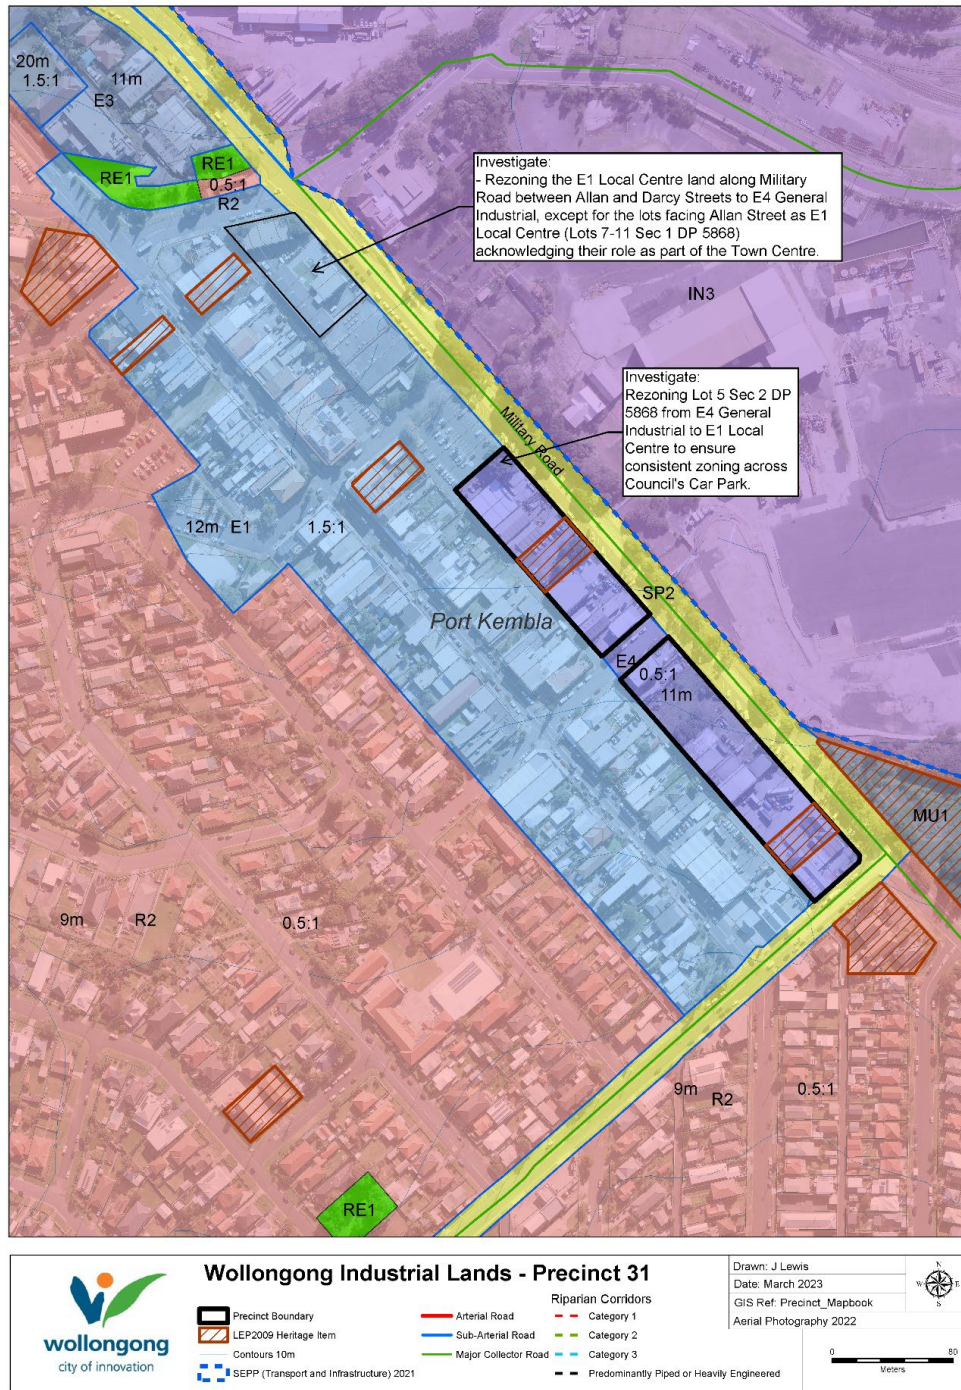 20m
1.5:1
11m
E3
RE1
RE1
0.5:1
R2
Investigate:
- Rezoning the E1 Local Centre land along Military
Road between Allan and Darcy Streets to E4 General
Industrial, except for the lots facing Allan Street as E1
Local Centre (Lots 7-11 Sec 1 DP 5868)
acknowledging their role as part of the Town Centre.
IN3
Investigate:
Rezoning Lot 5 Sec 2 DP
5868 from E4 General
Industrial to E1 Local
Centre to ensure
consistent zoning across
Council's Car Park.
Military Road
12m E1
1.5:1
SP2
Port Kembla
E4
0.5:1
11m
MU1
9m
R2
0.5:1
9m
R2
0.5:1
RE1
wollongong
city of innovation
Wollongong Industrial Lands - Precinct 31
Precinct Boundary
LEP2009 Heritage Item
Contours 10m
SEPP (Transport and Infrastructure) 2021
Arterial Road
Sub-Arterial Road
Major Collector Road
Riparian Corridors
Category 1
Category 2
Category 3
Predominantly Piped or Heavily Engineered
Drawn: J Lewis
Date: March 2023
GIS Ref: Precinct_Mapbook
Aerial Photography 2022
N
W E
S
0 80
Meters